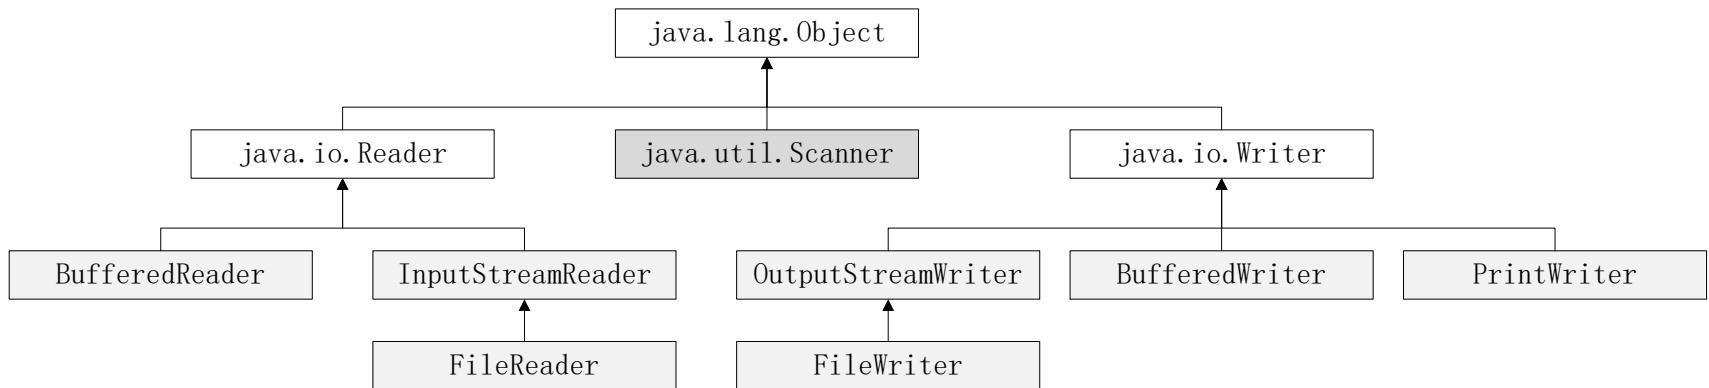 java.lang.Object
java.io.Reader
java.util.Scanner
java.io.Writer
BufferedReader
InputStreamReader
OutputStreamWriter
BufferedWriter
PrintWriter
FileReader
FileWriter